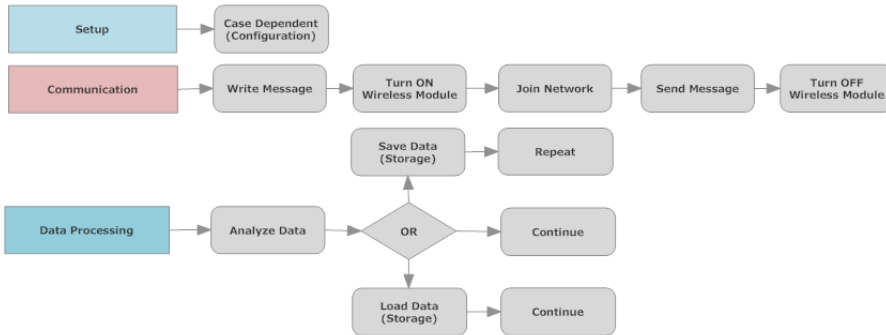 Setup
Case Dependent
(Configuration)
Communication
Write Message
Turn ON
Wireless Module
Join Network
Send Message
Turn OFF
Wireless Module
Save Data
(Storage)
Repeat
Data Processing
Analyze Data
OR
Continue
Load Data
(Storage)
Continue